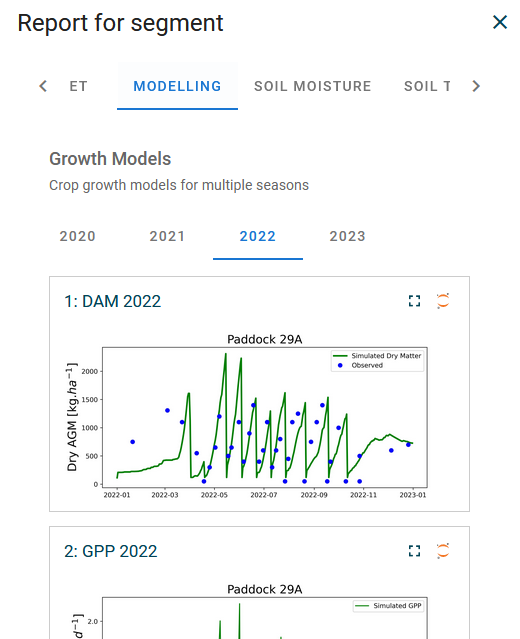 Report for segment
ET MODELLING SOIL MOISTURE SOIL T
Growth Models
Crop growth models for multiple seasons
2020 2021 2022 2023
1: DAM 2022
Paddock 29A
Simulated Dry Matter
Observed
Dry AGM [kg.ha⁻¹]
2000
1500
1000
500
0
2022-01 2022-03 2022-05 2022-07 2022-09 2022-11 2023-01
2: GPP 2022
Paddock 29A
Simulated GPP
2.0
d⁻¹]